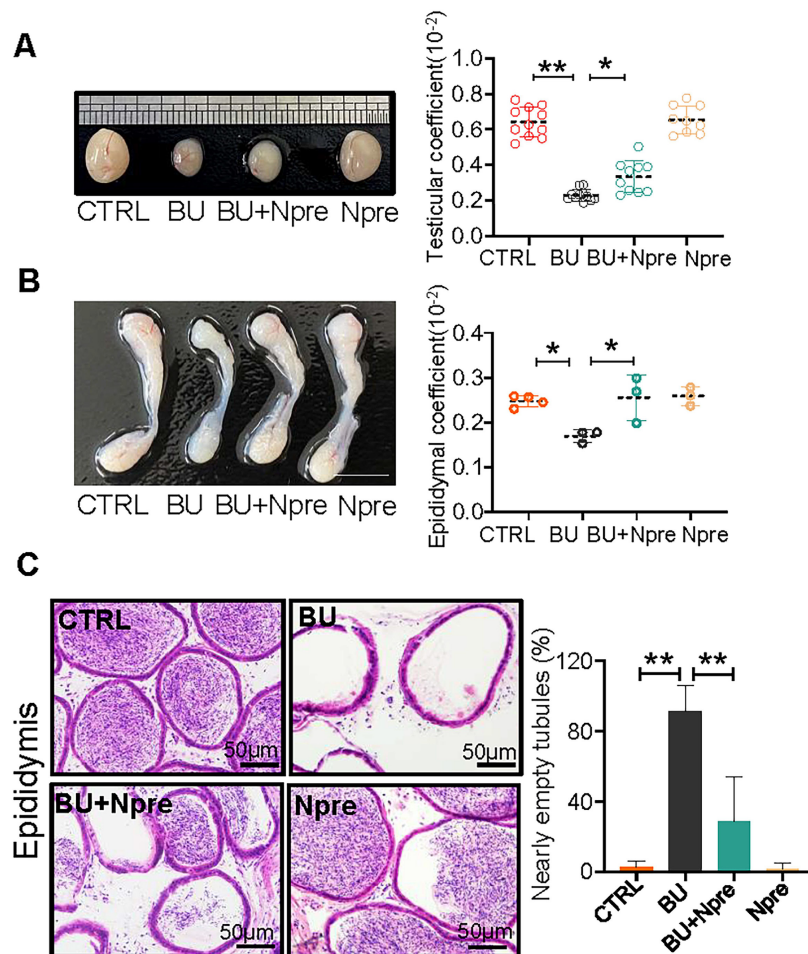 A
CTRL BU BU+Npre Npre
Testicular coefficient(10-2)
1.0
0.8
0.6
0.4
0.2
0.0
** *
CTRL BU BU+Npre Npre
B
CTRL BU BU+Npre Npre
Epididymal coefficient(10-2)
0.4
0.3
0.2
0.1
0.0
* *
CTRL BU BU+Npre Npre
C
Epididymis
CTRL
50μm
BU
50μm
BU+Npre
50μm
Npre
50μm
Nearly empty tubules (%)
120
80
40
0
** **
CTRL
BU
BU+Npre
Npre